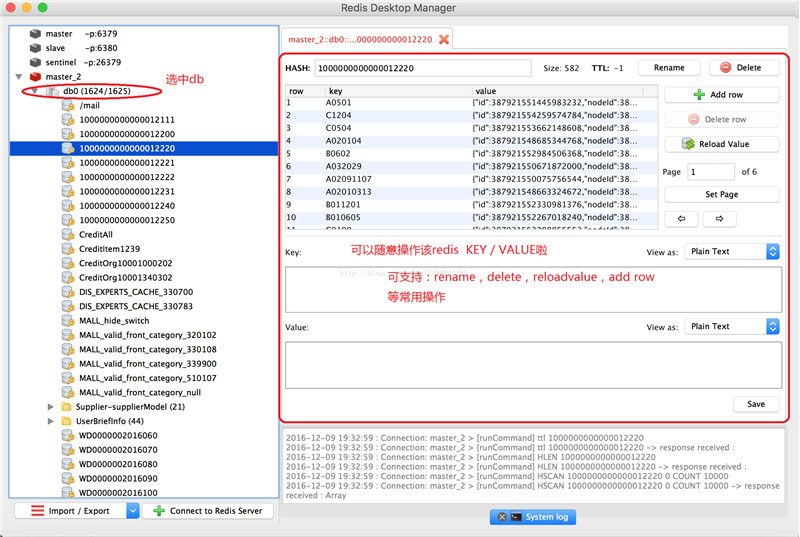 Redis Desktop Manager
master -p:6379
slave -p:6380
sentinel -p:26379
master_2
选中db
db0 (1624/1625)
/mail
1000000000000012111
1000000000000012200
1000000000000012220
1000000000000012221
1000000000000012222
1000000000000012231
1000000000000012240
1000000000000012250
CreditAll
CreditItem1239
CreditOrg10001000202
CreditOrg10001340302
DIS_EXPERTS_CACHE_330700
DIS_EXPERTS_CACHE_330783
MALL_hide_switch
MALL_valid_front_category_320102
MALL_valid_front_category_330108
MALL_valid_front_category_339900
MALL_valid_front_category_510107
MALL_valid_front_category_null
Supplier-supplierModel (21)
UserBriefInfo (44)
WD0000002016060
WD0000002016070
WD0000002016080
WD0000002016090
WD0000002016100
Import / Export
Connect to Redis Server
master_2::db0::...000000000012220
HASH: 1000000000000012220 Size: 582 TTL: -1 Rename Delete
row key value
1 A0501 {"id":387921551445983232,"nodeId":38...
2 C1204 {"id":387921554259574784,"nodeId":38...
3 C0504 {"id":387921553662148608,"nodeId":38...
4 A020104 {"id":387921548685344768,"nodeId":38...
5 B0602 {"id":387921552984506368,"nodeId":38...
6 A032029 {"id":387921550671872000,"nodeId":38...
7 A02091107 {"id":387921550075756544,"nodeId":38...
8 A02010313 {"id":387921548663324672,"nodeId":38...
9 B011201 {"id":387921552330981376,"nodeId":38...
10 B010605 {"id":387921552267018240,"nodeId":38...
Add row
Delete row
Reload Value
Page 1 of 6
Set Page
Key:
可以随意操作该redis KEY / VALUE啦
View as: Plain Text
可支持：rename，delete，reloadvalue，add row
等常用操作
Value:
View as: Plain Text
Save
2016-12-09 19:32:59 : Connection: master_2 > [runCommand] ttl 1000000000000012220
2016-12-09 19:32:59 : Connection: master_2 > [runCommand] ttl 1000000000000012220 -> response received :
2016-12-09 19:32:59 : Connection: master_2 > [runCommand] HLEN 1000000000000012220
2016-12-09 19:32:59 : Connection: master_2 > [runCommand] HLEN 1000000000000012220 -> response received :
2016-12-09 19:32:59 : Connection: master_2 > [runCommand] HSCAN 1000000000000012220 0 COUNT 10000
2016-12-09 19:32:59 : Connection: master_2 > [runCommand] HSCAN 1000000000000012220 0 COUNT 10000 -> response
received : Array
System log